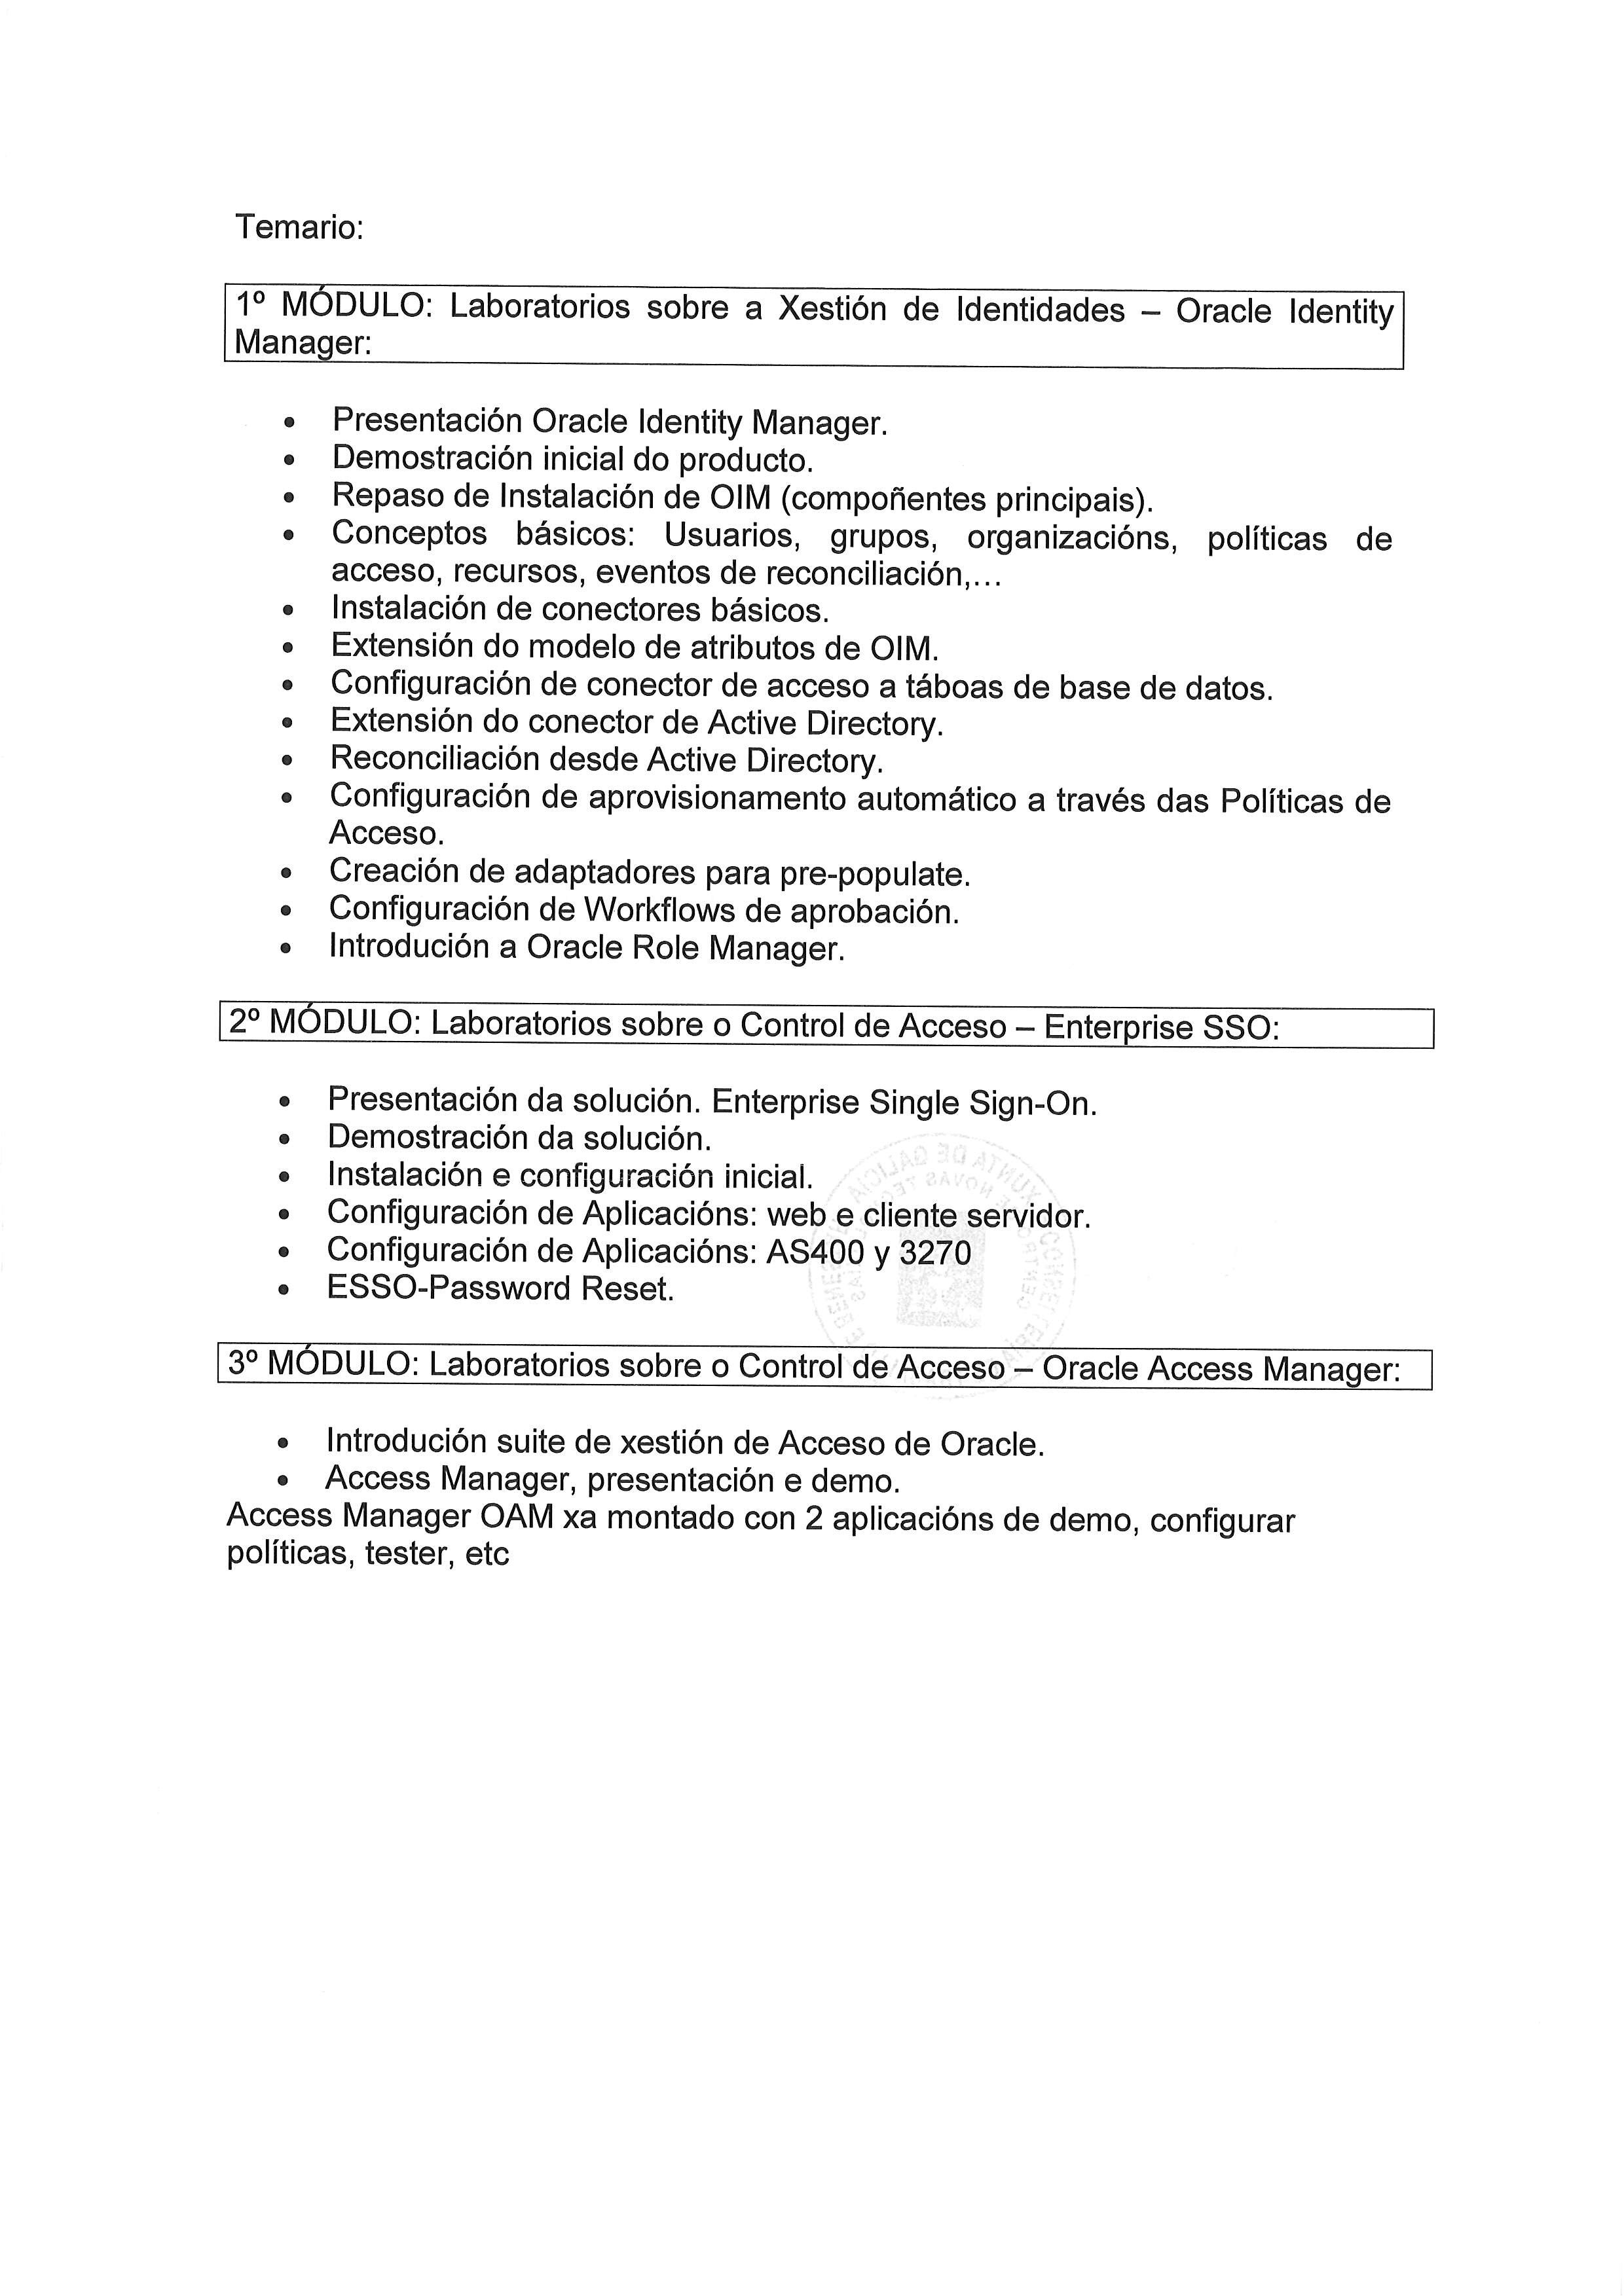 Temario:
1º MÓDULO: Laboratorios sobre a Xestión de Identidades – Oracle Identity
Manager:
• Presentación Oracle Identity Manager.
• Demostración inicial do producto.
• Repaso de Instalación de OIM (compoñentes principais).
• Conceptos básicos: Usuarios, grupos, organizacións, políticas de
acceso, recursos, eventos de reconciliación,...
• Instalación de conectores básicos.
• Extensión do modelo de atributos de OIM.
• Configuración de conector de acceso a táboas de base de datos.
• Extensión do conector de Active Directory.
• Reconciliación desde Active Directory.
• Configuración de aprovisionamento automático a través das Políticas de
Acceso.
• Creación de adaptadores para pre-populate.
• Configuración de Workflows de aprobación.
• Introdución a Oracle Role Manager.
2º MÓDULO: Laboratorios sobre o Control de Acceso – Enterprise SSO:
• Presentación da solución. Enterprise Single Sign-On.
• Demostración da solución.
• Instalación e configuración inicial.
• Configuración de Aplicacións: web e cliente servidor.
• Configuración de Aplicacións: AS400 y 3270
• ESSO-Password Reset.
XUNTA DE GALICIA
3º MÓDULO: Laboratorios sobre o Control de Acceso – Oracle Access Manager:
• Introdución suite de xestión de Acceso de Oracle.
• Access Manager, presentación e demo.
Access Manager OAM xa montado con 2 aplicacións de demo, configurar
políticas, tester, etc